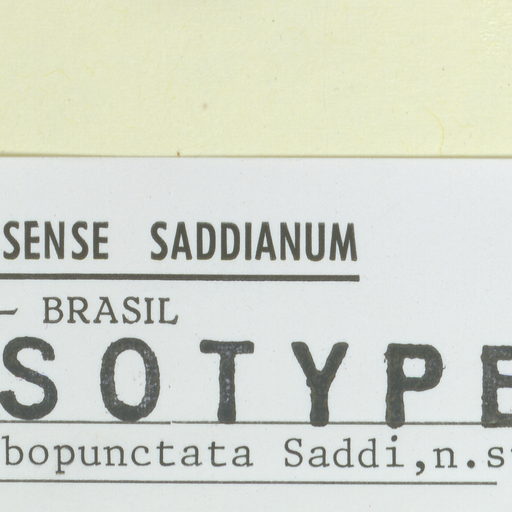 SENSE SADDIANUM
– BRASIL
SOTYPE
bopunctata Saddi,n.s